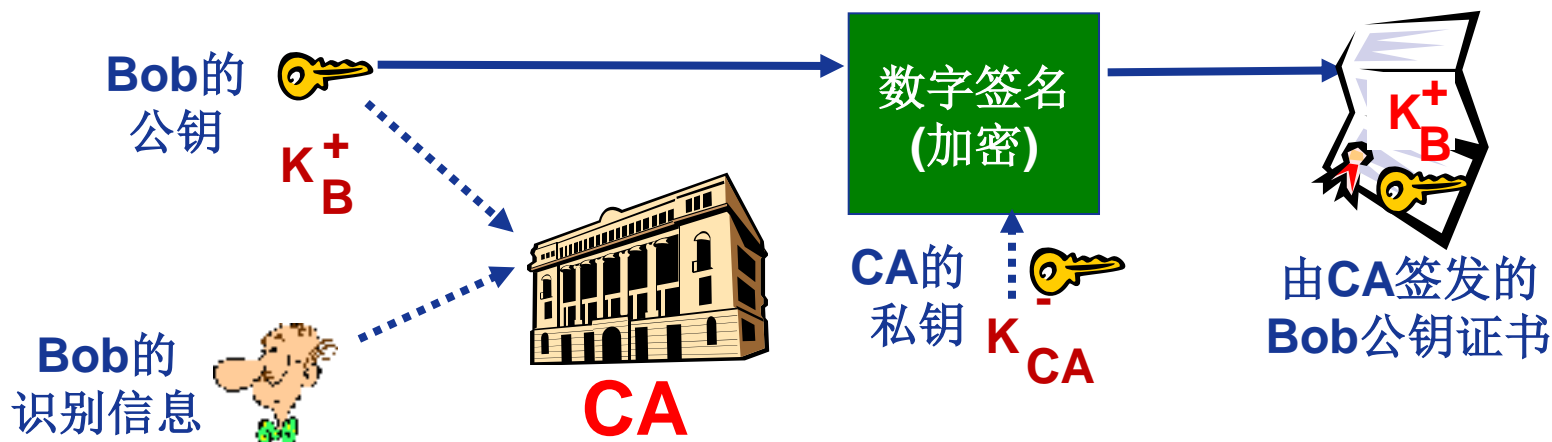 Bob的
公钥
K+B
Bob的
识别信息
CA
数字签名
(加密)
CA的
私钥
K-CA
K+B
由CA签发的
Bob公钥证书